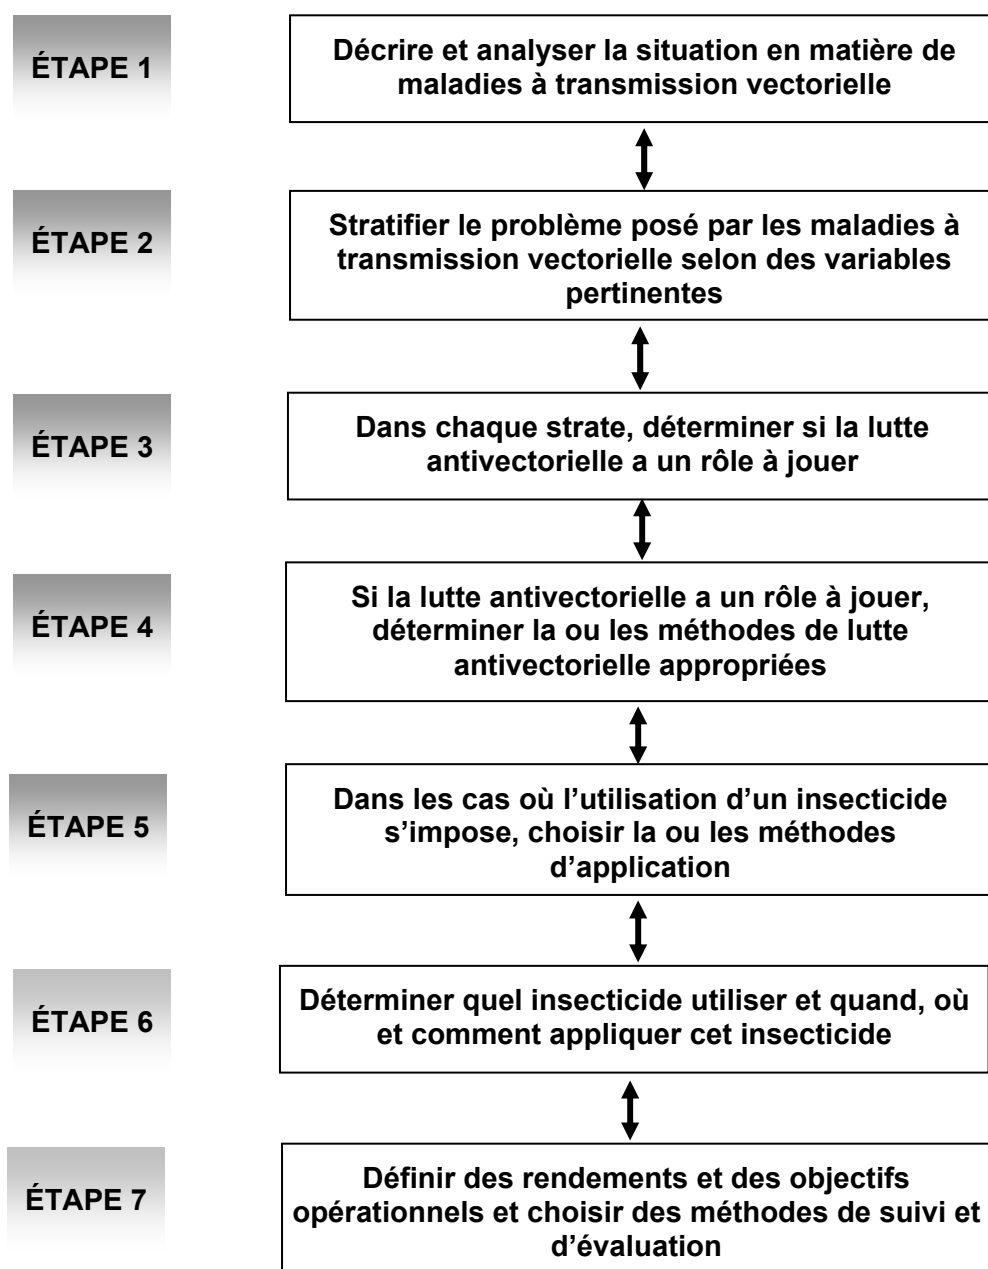 ÉTAPE 1
Décrire et analyser la situation en matière de
maladies à transmission vectorielle
ÉTAPE 2
Stratifier le problème posé par les maladies à
transmission vectorielle selon des variables
pertinentes
ÉTAPE 3
Dans chaque strate, déterminer si la lutte
antivectorielle a un rôle à jouer
ÉTAPE 4
Si la lutte antivectorielle a un rôle à jouer,
déterminer la ou les méthodes de lutte
antivectorielle appropriées
ÉTAPE 5
Dans les cas où l’utilisation d’un insecticide
s’impose, choisir la ou les méthodes
d’application
ÉTAPE 6
Déterminer quel insecticide utiliser et quand, où
et comment appliquer cet insecticide
ÉTAPE 7
Définir des rendements et des objectifs
opérationnels et choisir des méthodes de suivi et
d’évaluation